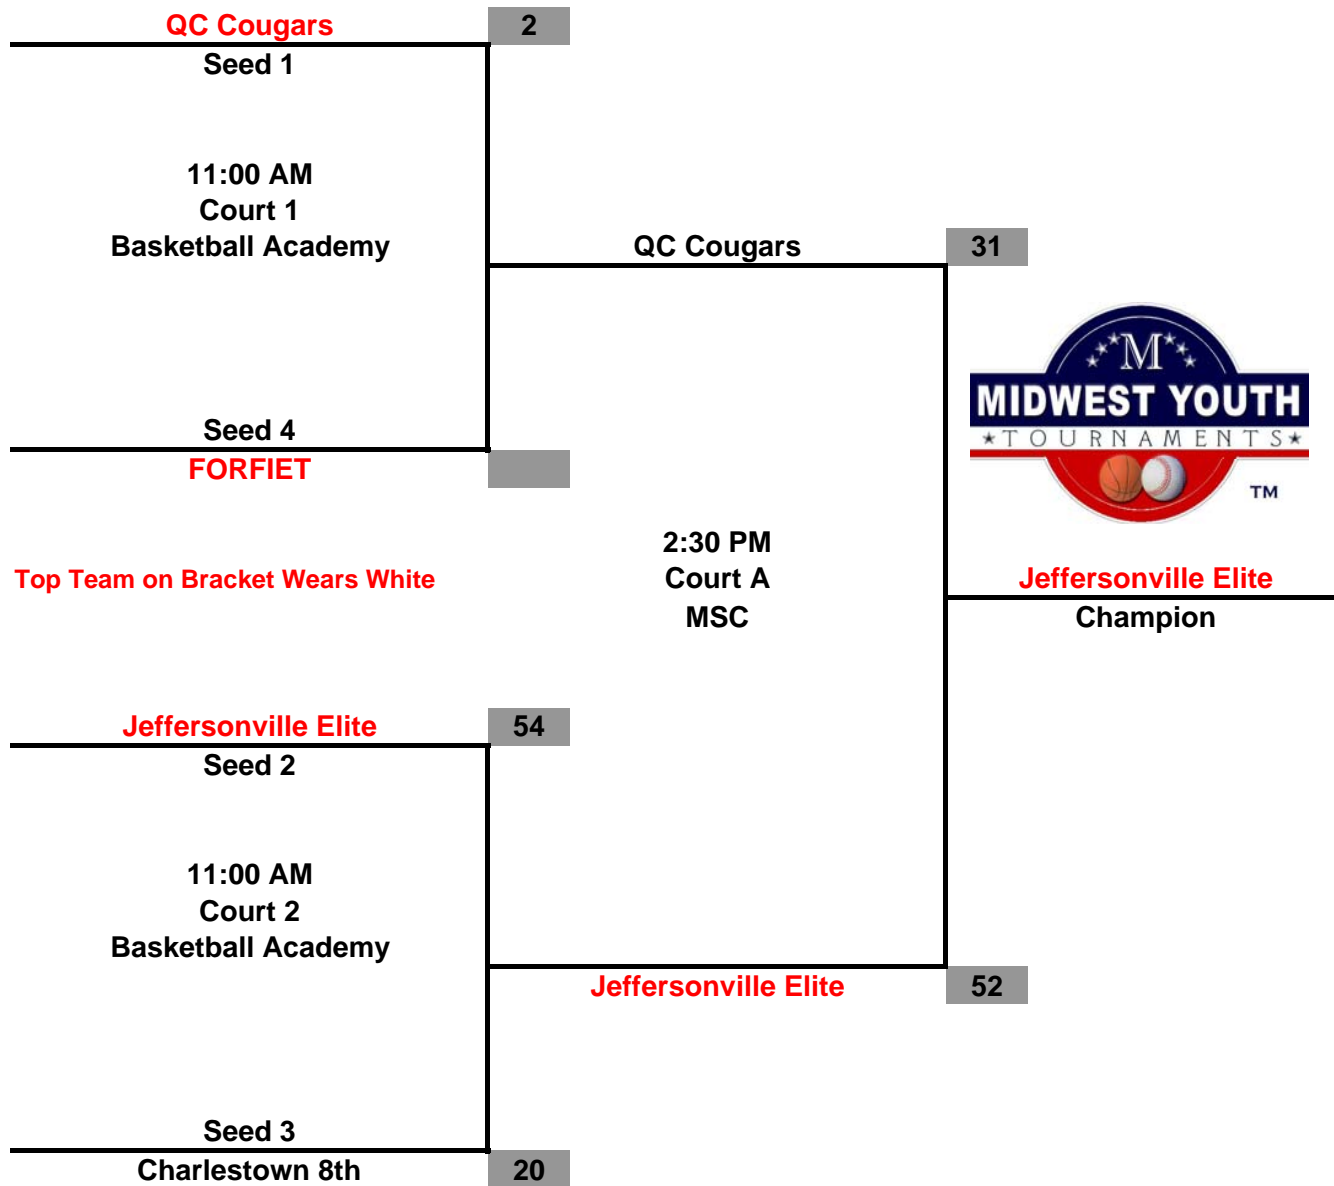 QC Cougars 2
Seed 1
11:00 AM
Court 1
Basketball Academy
QC Cougars 31
M
MIDWEST YOUTH
TOURNAMENTS
TM
Seed 4
FORFIET
2:30 PM
Top Team on Bracket Wears White
Court A
MSC
Jeffersonville Elite
Champion
Jeffersonville Elite 54
Seed 2
11:00 AM
Court 2
Basketball Academy
Jeffersonville Elite 52
Seed 3
Charlestown 8th 20